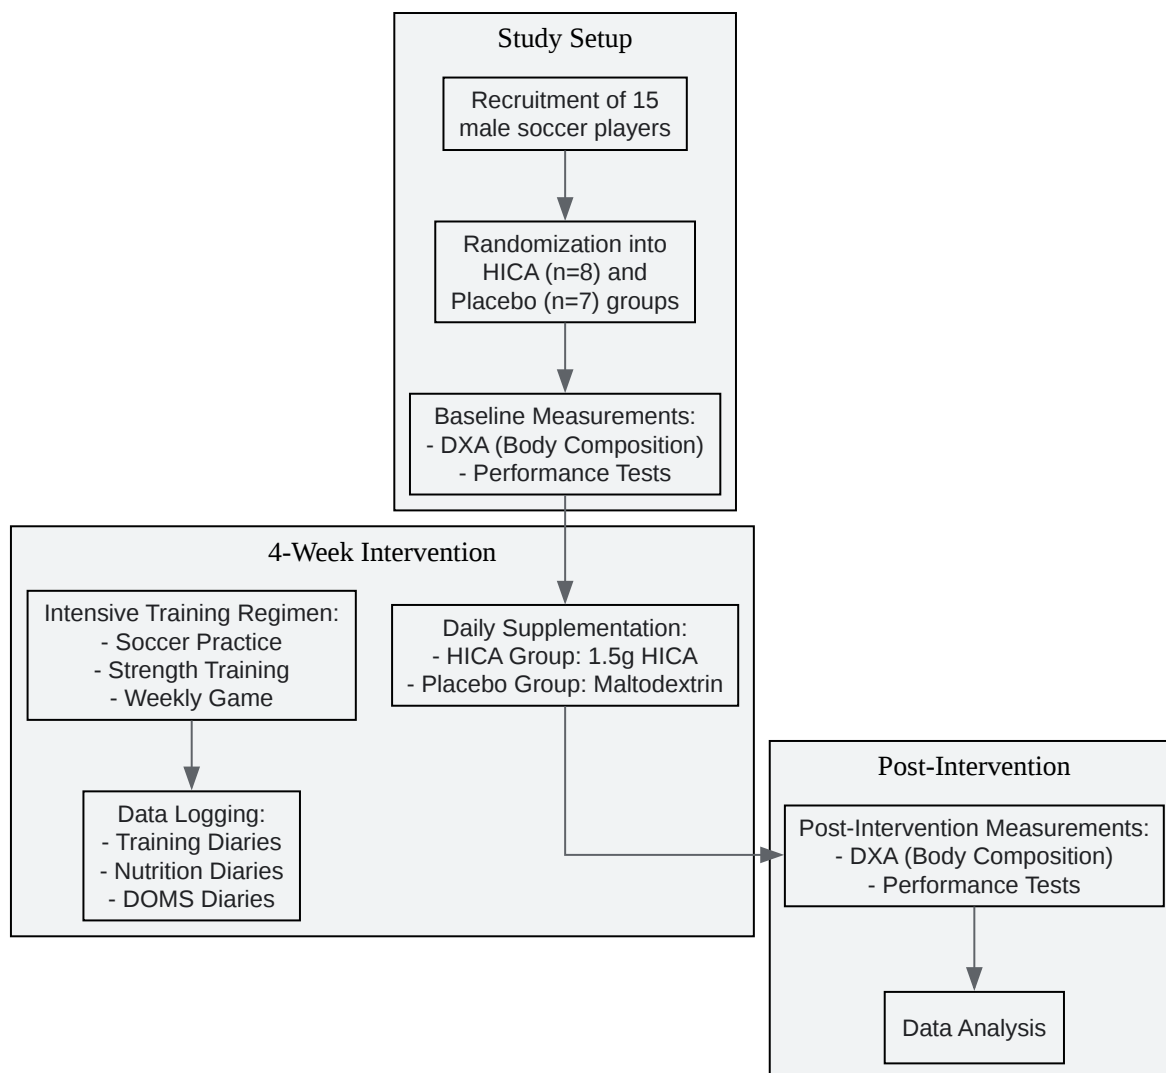 Study Setup
Recruitment of 15
male soccer players
Randomization into
HICA (n=8) and
Placebo (n=7) groups
Baseline Measurements:
- DXA (Body Composition)
- Performance Tests
4-Week Intervention
Intensive Training Regimen:
- Soccer Practice
- Strength Training
- Weekly Game
Daily Supplementation:
- HICA Group: 1.5g HICA
- Placebo Group: Maltodextrin
Data Logging:
- Training Diaries
- Nutrition Diaries
- DOMS Diaries
Post-Intervention
Post-Intervention Measurements:
- DXA (Body Composition)
- Performance Tests
Data Analysis